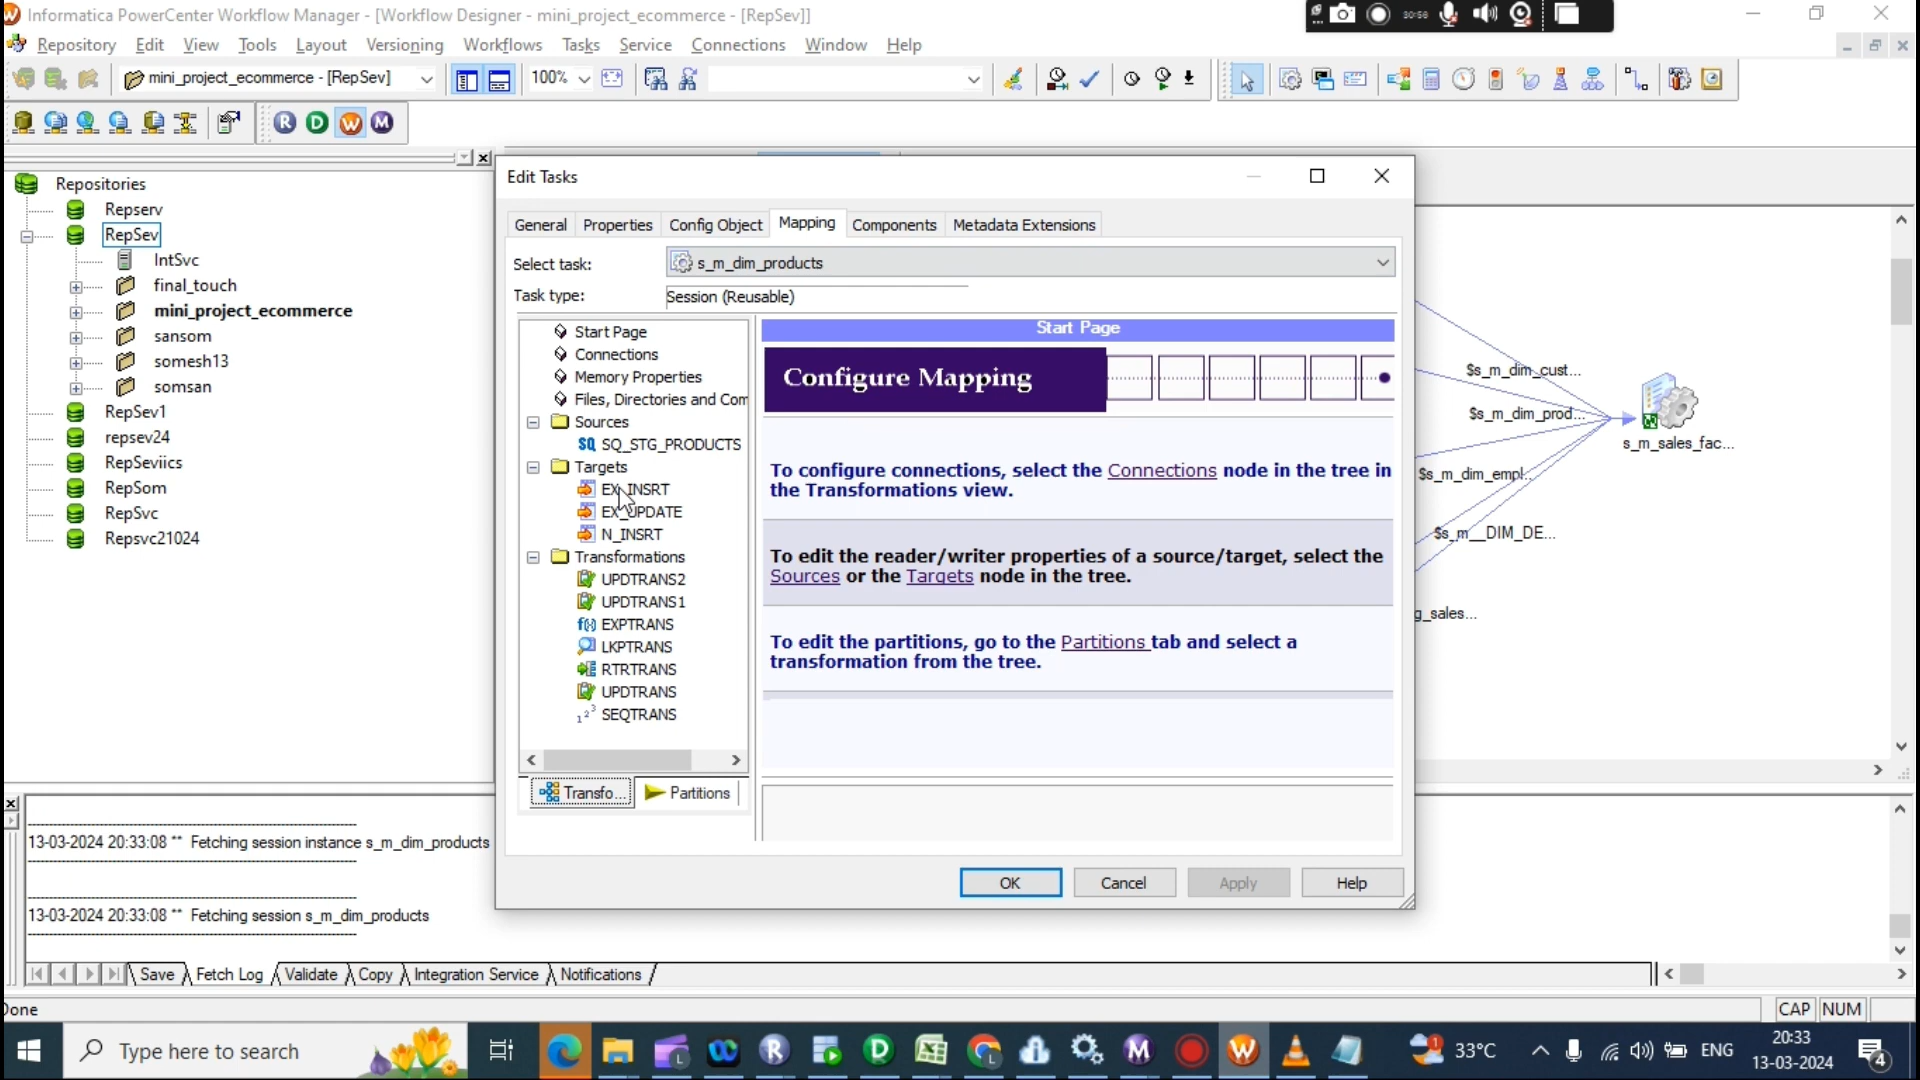 Informatica PowerCenter Workflow Manager - [Workflow Designer - mini_project_ecommerce - [RepSev]]
30:56
Repository Edit View Tools Layout Versioning Workflows Tasks Service Connections Window Help
mini_project_ecommerce - [RepSev] 100%
R D W M
Repositories
Repserv
RepSev
IntSvc
final_touch
mini_project_ecommerce
sansom
somesh13
somsan
RepSev1
repsev24
RepSeviics
RepSom
RepSvc
Repsvc21024
Edit Tasks
General Properties Config Object Mapping Components Metadata Extensions
Select task: s_m_dim_products
Task type: Session (Reusable)
Start Page
Connections
Memory Properties
Files, Directories and Com
Sources
SQ SQ_STG_PRODUCTS
Targets
EX_INSRT
EX_UPDATE
N_INSRT
Transformations
UPDTRANS2
UPDTRANS1
f(x) EXPTRANS
LKPTRANS
RTRTRANS
UPDTRANS
1 2 3 SEQTRANS
Transfo... Partitions
Start Page
Configure Mapping
To configure connections, select the Connections node in the tree in
the Transformations view.
To edit the reader/writer properties of a source/target, select the
Sources or the Targets node in the tree.
To edit the partitions, go to the Partitions tab and select a
transformation from the tree.
OK Cancel Apply Help
$s_m_dim_cust...
$s_m_dim_prod...
s_m_sales_fac...
$s_m_dim_empl...
$s_m__DIM_DE...
g_sales...
13-03-2024 20:33:08 ** Fetching session instance s_m_dim_products
13-03-2024 20:33:08 ** Fetching session s_m_dim_products
Save Fetch Log Validate Copy Integration Service Notifications
Done
CAP NUM
Type here to search
33°C ENG
20:33
13-03-2024
4